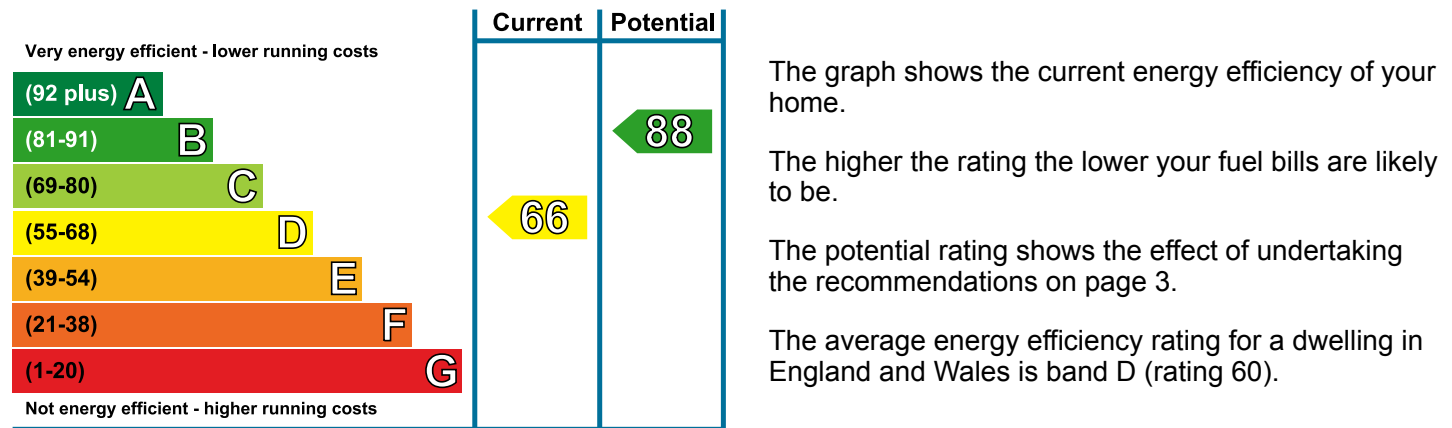 Current Potential
Very energy efficient - lower running costs
(92 plus) A
(81-91) B
(69-80) C
(55-68) D
(39-54) E
(21-38) F
(1-20) G
Not energy efficient - higher running costs
66
88
The graph shows the current energy efficiency of your
home.
The higher the rating the lower your fuel bills are likely
to be.
The potential rating shows the effect of undertaking
the recommendations on page 3.
The average energy efficiency rating for a dwelling in
England and Wales is band D (rating 60).